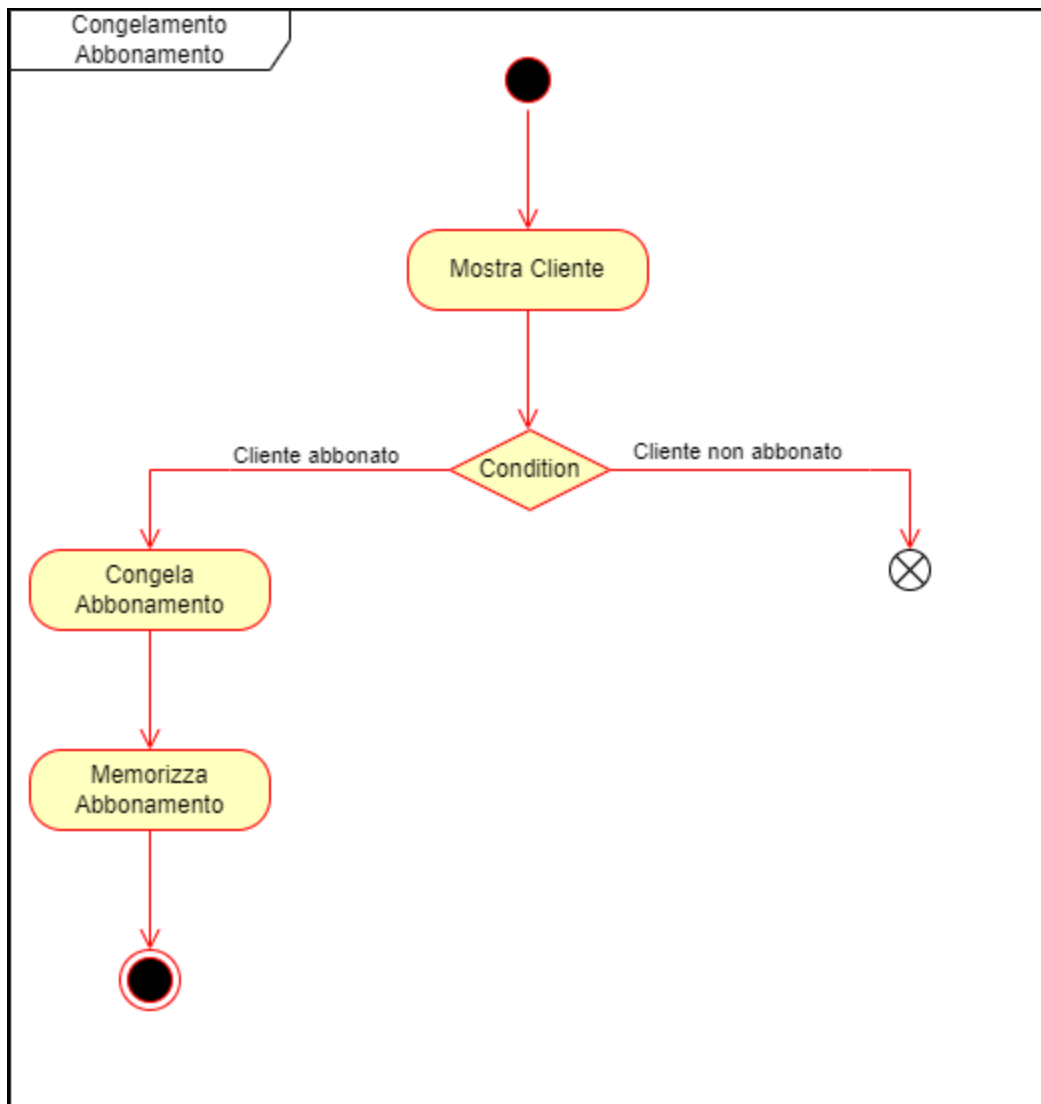 Congelamento
Abbonamento
Mostra Cliente
Cliente abbonato
Condition
Cliente non abbonato
Congela
Abbonamento
Memorizza
Abbonamento